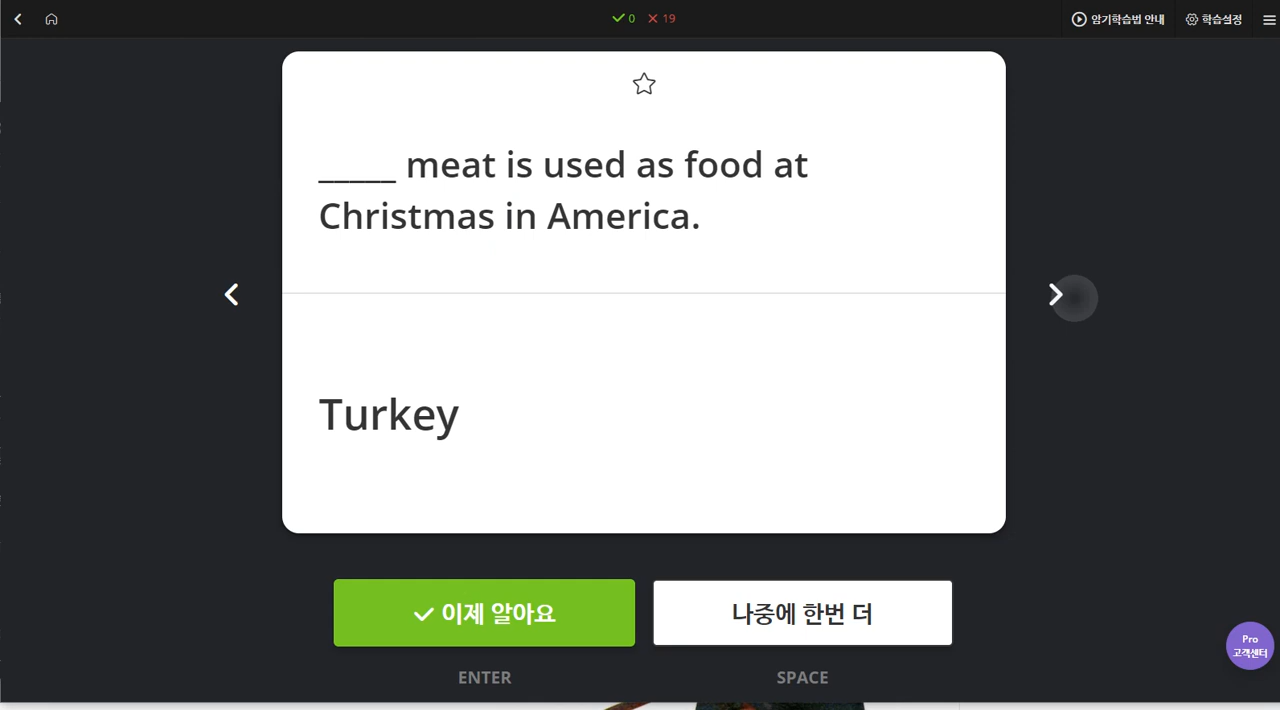 0 19
암기학습법 안내
학습설정
_____ meat is used as food at
Christmas in America.
Turkey
이제 알아요
나중에 한번 더
ENTER
SPACE
Pro
고객센터